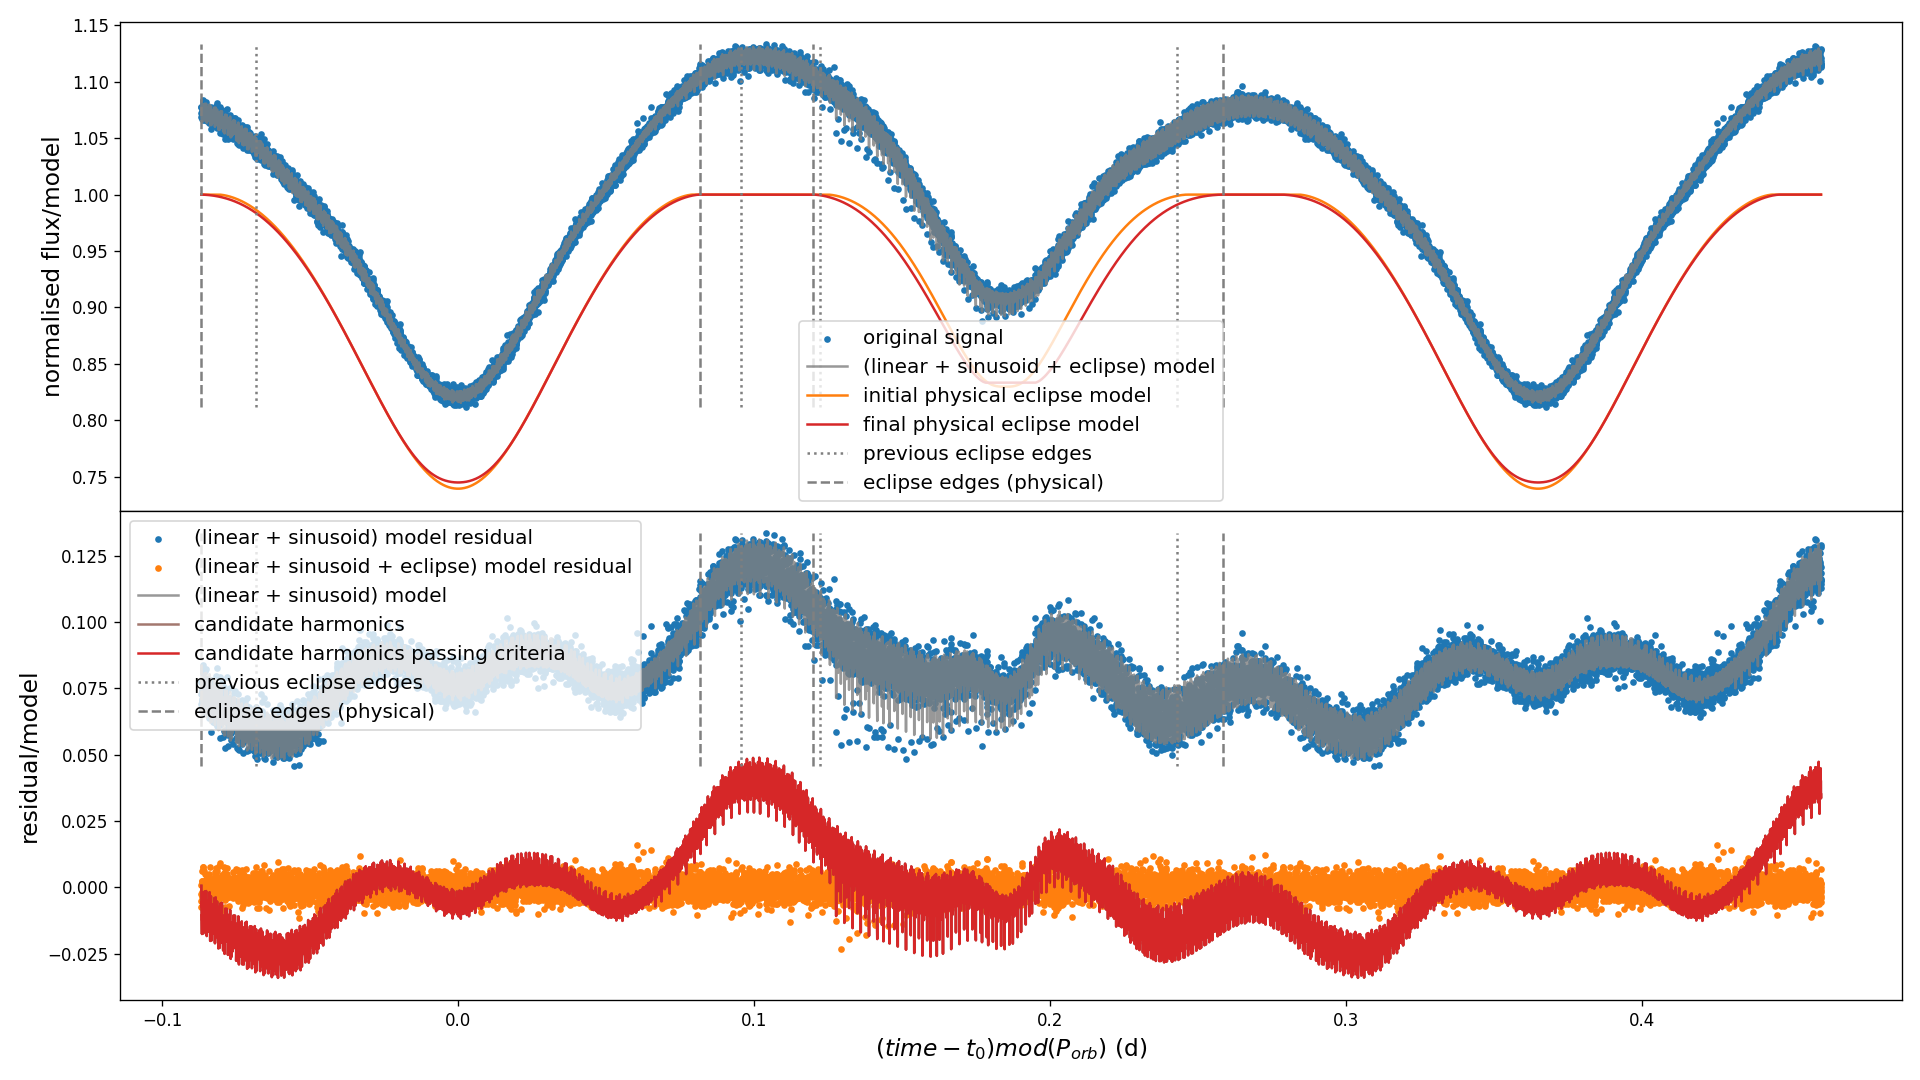 1.15
1.10
1.05
1.00
0.95
0.90
0.85
0.80
0.75
normalised flux/model
original signal
(linear + sinusoid + eclipse) model
initial physical eclipse model
final physical eclipse model
previous eclipse edges
eclipse edges (physical)
(linear + sinusoid) model residual
(linear + sinusoid + eclipse) model residual
(linear + sinusoid) model
candidate harmonics
candidate harmonics passing criteria
previous eclipse edges
eclipse edges (physical)
0.125
0.100
0.075
0.050
0.025
0.000
−0.025
residual/model
−0.1 0.0 0.1 0.2 0.3 0.4
(time − t₀)mod(Pₒᵣb) (d)